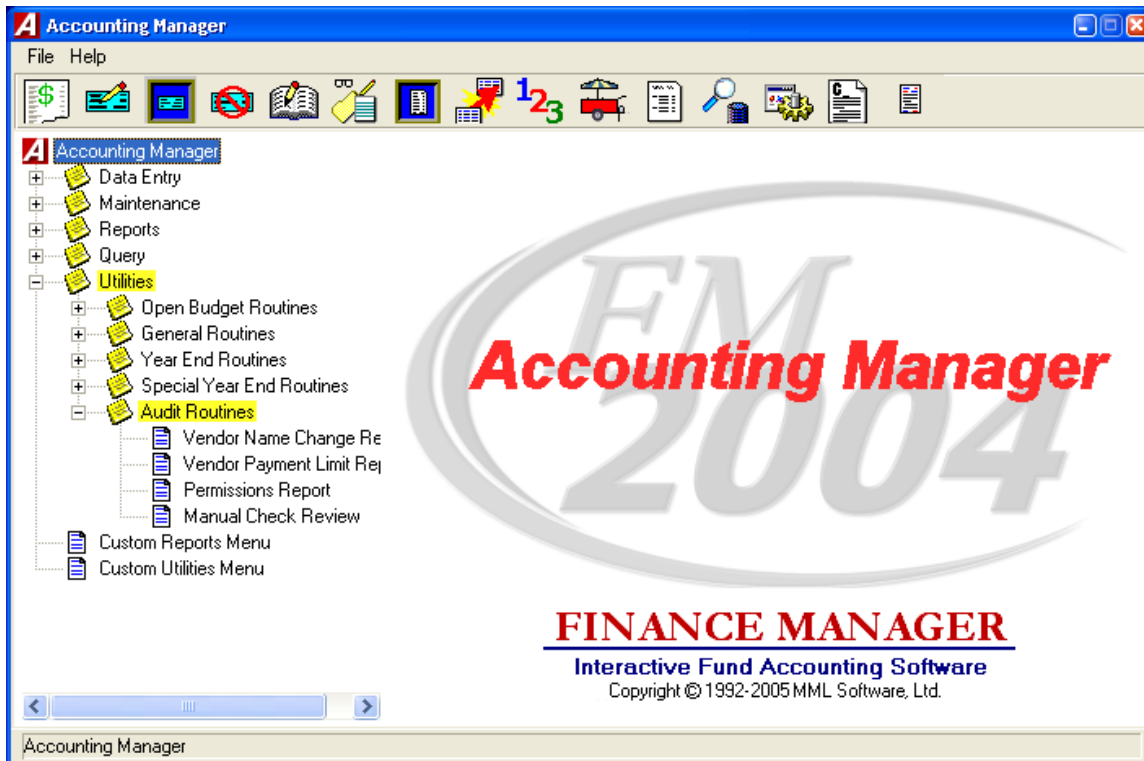 Accounting Manager
File Help
$
123
C
Accounting Manager
Data Entry
Maintenance
Reports
Query
Utilities
Open Budget Routines
General Routines
Year End Routines
Special Year End Routines
Audit Routines
Vendor Name Change Re
Vendor Payment Limit Rep
Permissions Report
Manual Check Review
Custom Reports Menu
Custom Utilities Menu
FM
Accounting Manager
2004
FINANCE MANAGER
Interactive Fund Accounting Software
Copyright © 1992-2005 MML Software, Ltd.
Accounting Manager